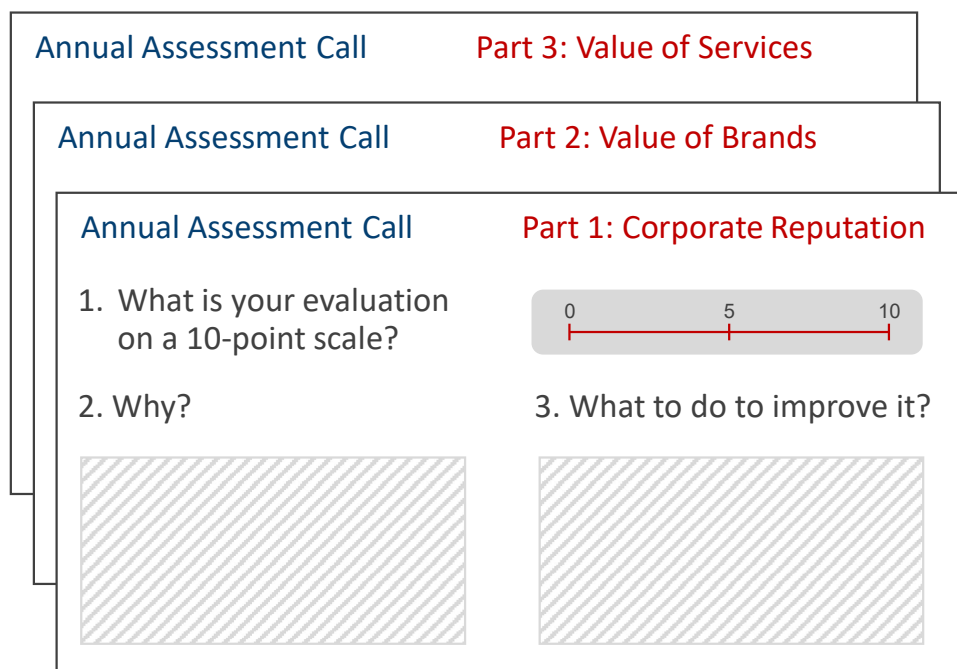 Annual Assessment Call Part 3: Value of Services
Annual Assessment Call Part 2: Value of Brands
Annual Assessment Call Part 1: Corporate Reputation
1. What is your evaluation
on a 10-point scale?
0 5 10
2. Why?
3. What to do to improve it?